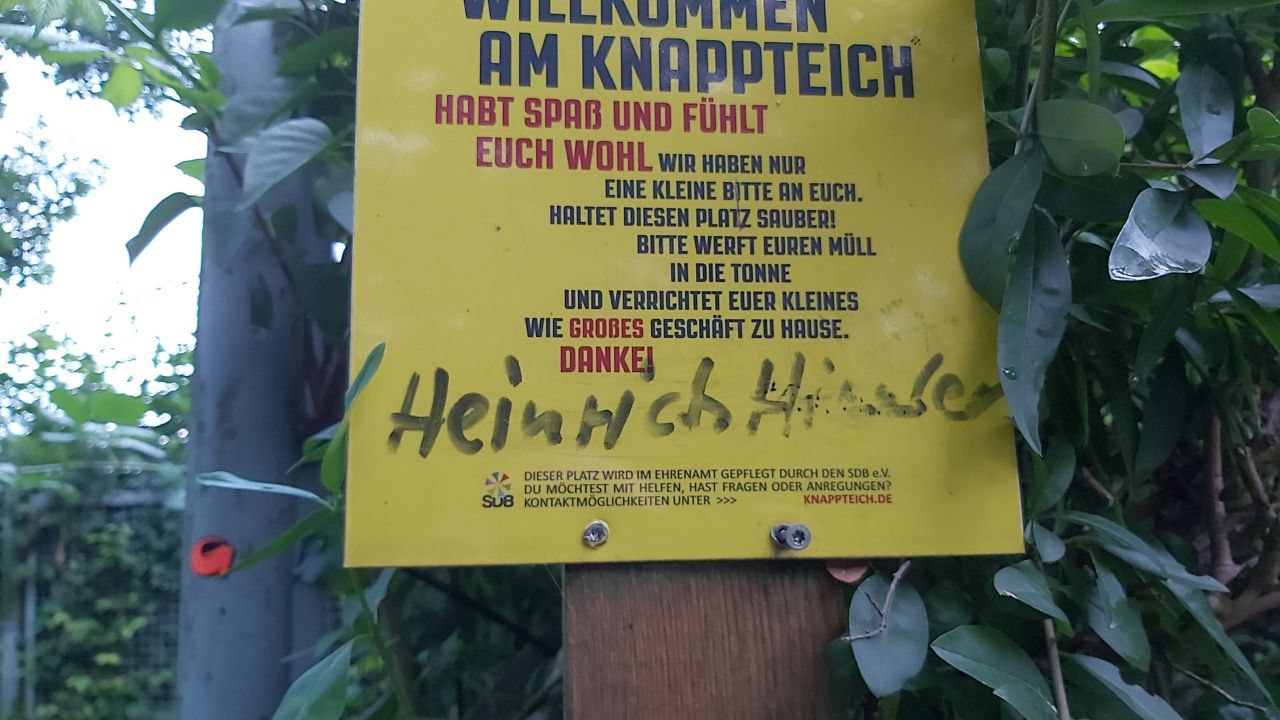 WILLKOMMEN
AM KNAPPTEICH
HABT SPAß UND FÜHLT
EUCH WOHL WIR HABEN NUR
EINE KLEINE BITTE AN EUCH.
HALTET DIESEN PLATZ SAUBER!
BITTE WERFT EUREN MÜLL
IN DIE TONNE
UND VERRICHTET EUER KLEINES
WIE GROßES GESCHÄFT ZU HAUSE.
DANKE!
Heinrich
SDB
DIESER PLATZ WIRD IM EHRENAMT GEPFLEGT DURCH DEN SDB e.V.
DU MÖCHTEST MIT HELFEN, HAST FRAGEN ODER ANREGUNGEN?
KONTAKTMÖGLICHKEITEN UNTER >>> KNAPPTEICH.DE